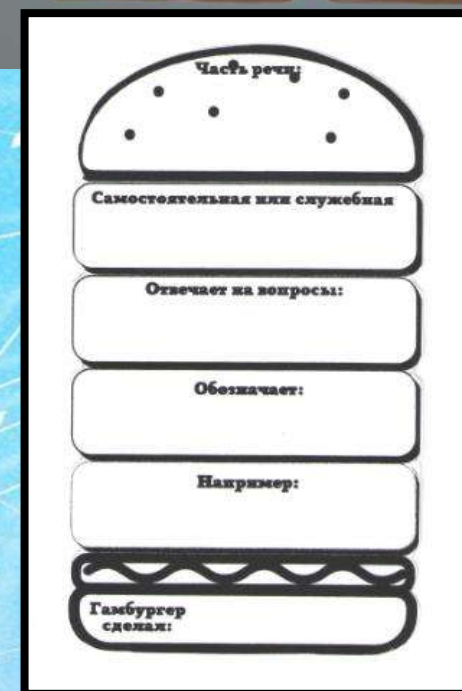 Часть речи:
Самостоятельная или служебная
Отвечает на вопросы:
Обозначает:
Например:
Гамбургер
сделал: